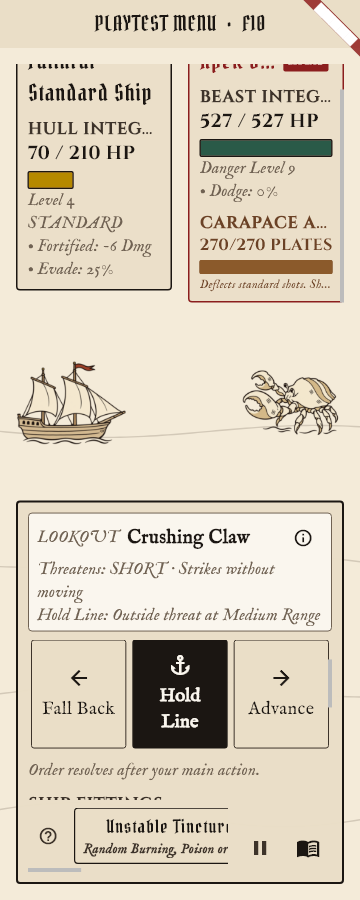 PLAYTEST MENU · F10
Standard Ship
HULL INTEG...
70 / 210 HP
Level 4
STANDARD
• Fortified: -6 Dmg
• Evade: 25%
BEAST INTEG...
527 / 527 HP
Danger Level 9
• Dodge: 0%
CARAPACE A...
270/270 PLATES
Deflects standard shots. Sh...
LOOKOUT Crushing Claw
Threatens: SHORT · Strikes without
moving
Hold Line: Outside threat at Medium Range
Fall Back
Hold
Line
Advance
Order resolves after your main action.
SHIP FITTINGS
Unstable Tincture
Random Burning, Poison or